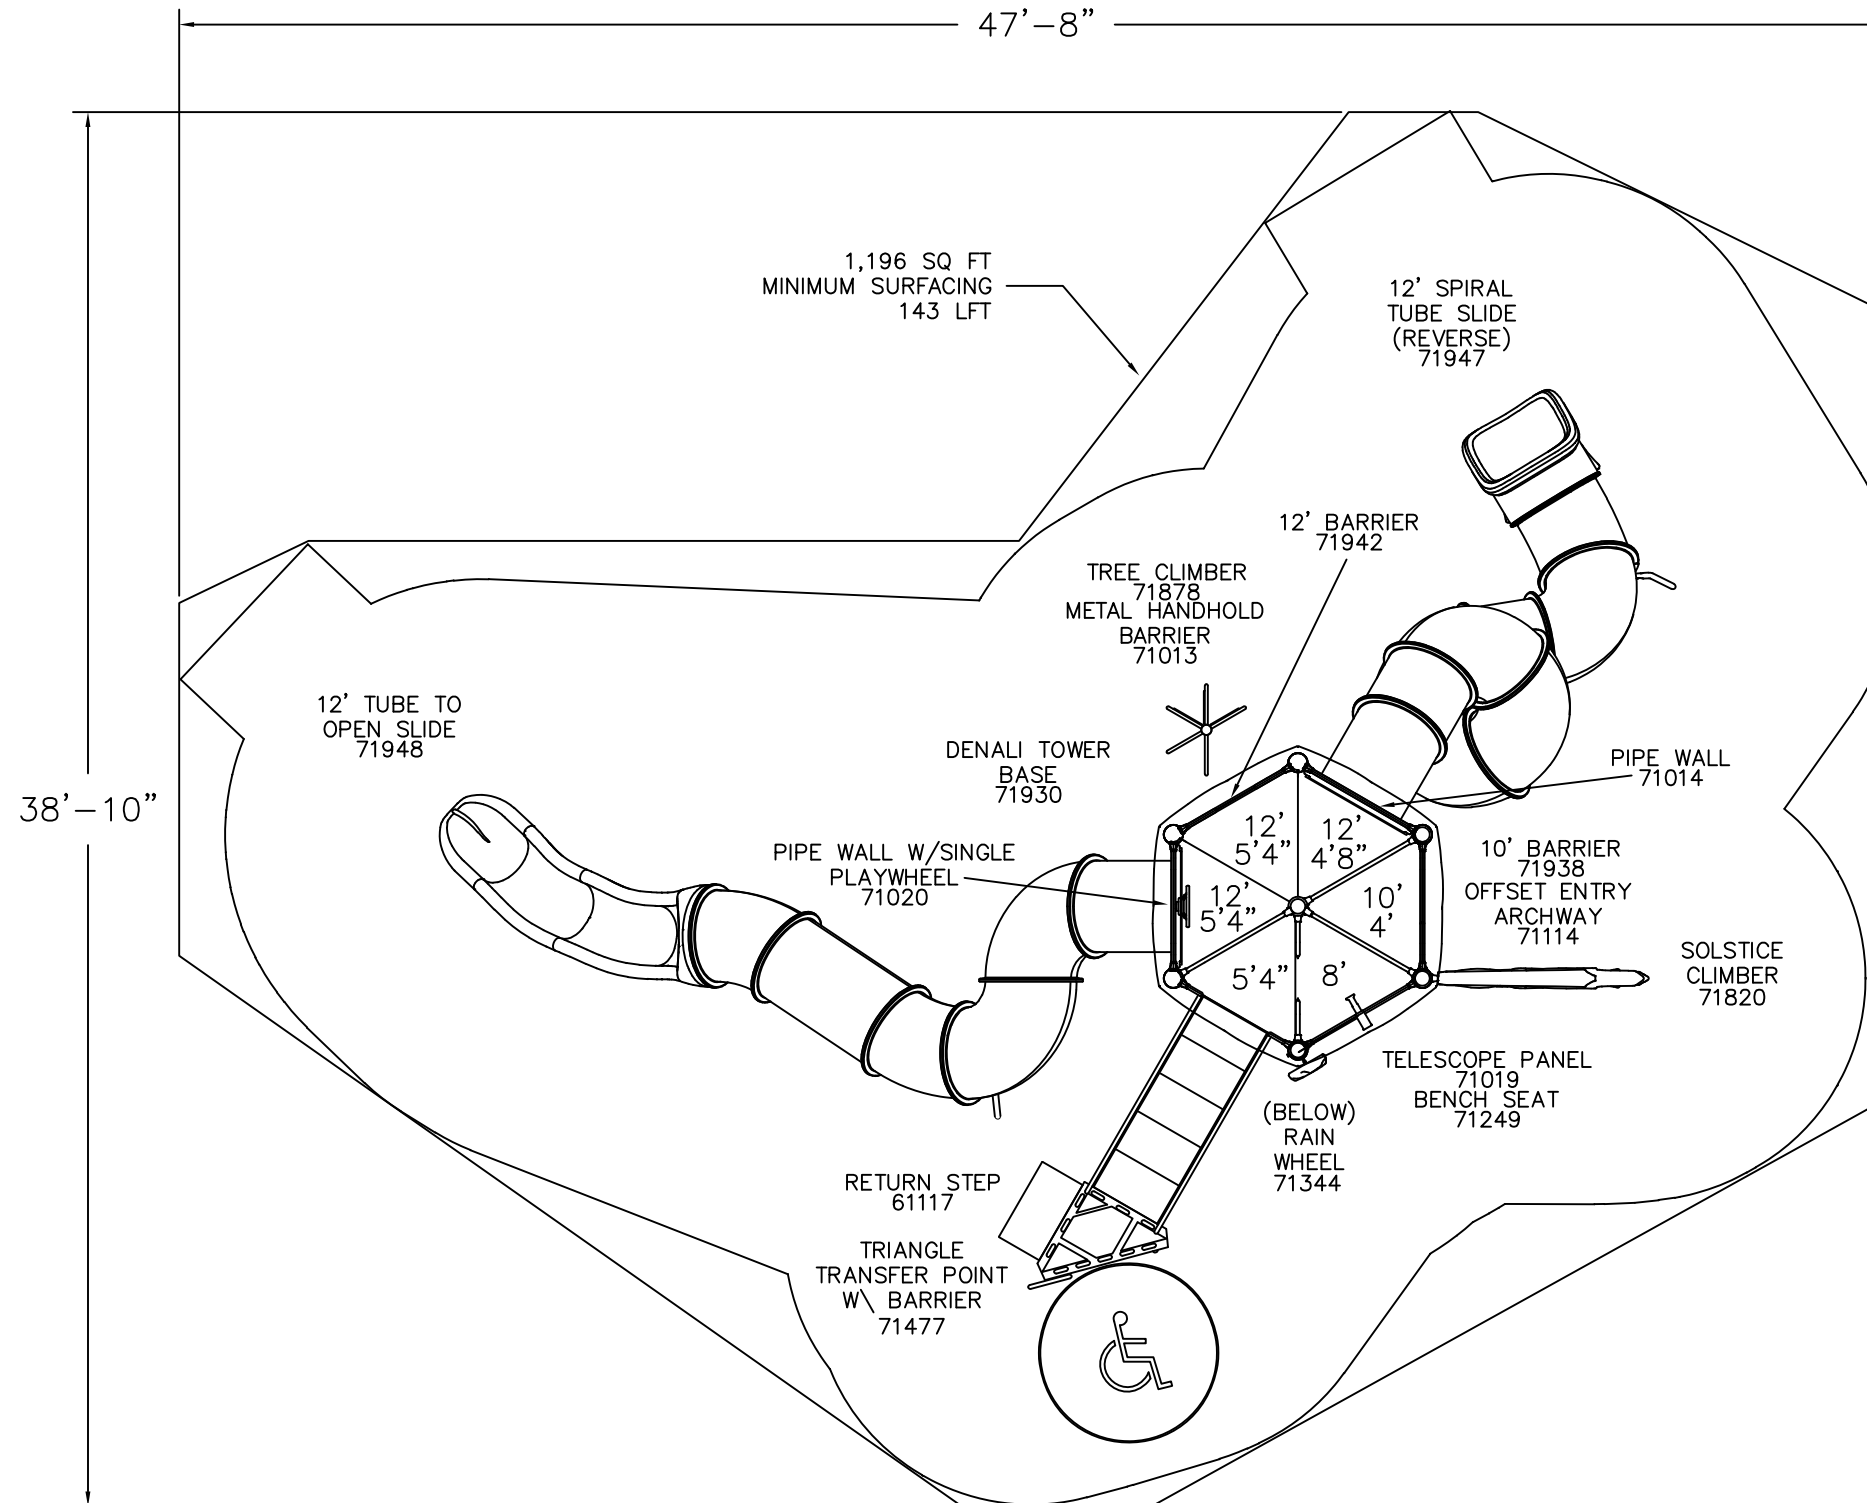 47'-8"
1,196 SQ FT
MINIMUM SURFACING
143 LFT
12' SPIRAL
TUBE SLIDE
(REVERSE)
71947
12' BARRIER
71942
TREE CLIMBER
71878
METAL HANDHOLD
BARRIER
71013
12' TUBE TO
OPEN SLIDE
71948
DENALI TOWER
BASE
71930
PIPE WALL
71014
38'-10"
PIPE WALL W/SINGLE
PLAYWHEEL
71020
12'
5'4"
12'
4'8"
12'
5'4"
10'
4'
5'4"
8'
10' BARRIER
71938
OFFSET ENTRY
ARCHWAY
71114
SOLSTICE
CLIMBER
71820
TELESCOPE PANEL
71019
BENCH SEAT
71249
(BELOW)
RAIN
WHEEL
71344
RETURN STEP
61117
TRIANGLE
TRANSFER POINT
W\ BARRIER
71477